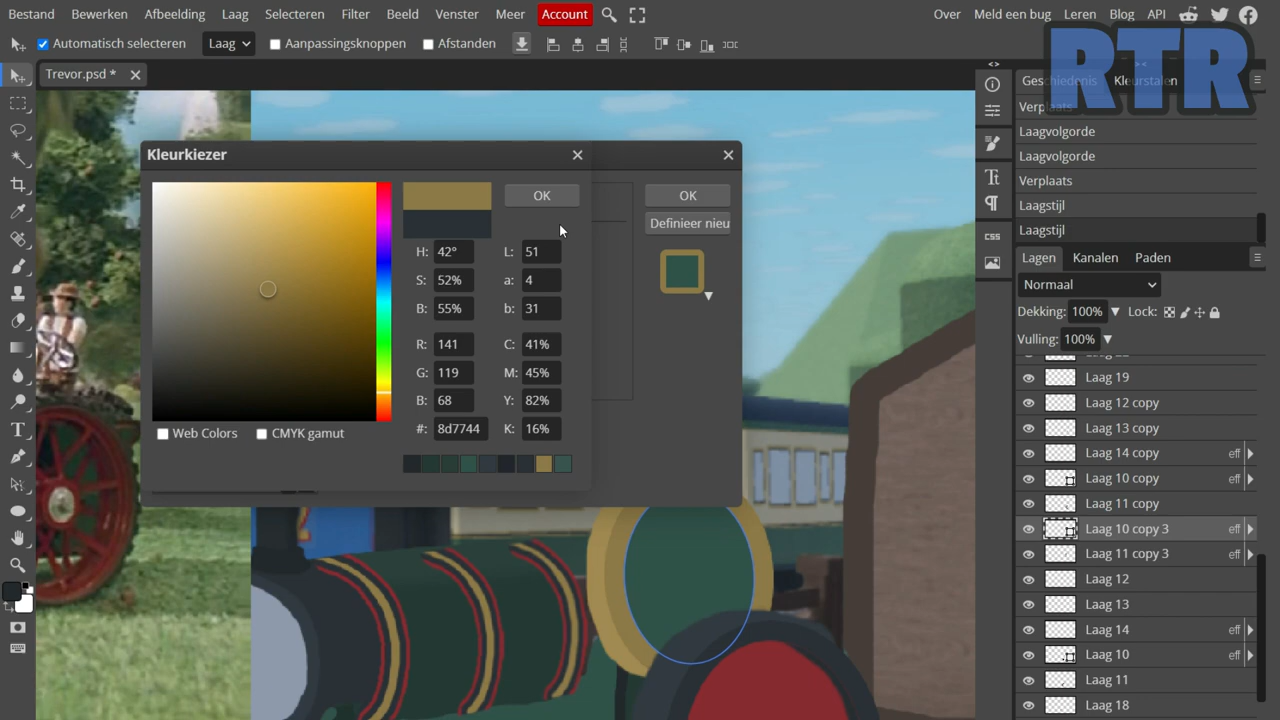 Bestand Bewerken Afbeelding Laag Selecteren Filter Beeld Venster Meer Account Over Meld een bug Leren Blog API
Automatisch selecteren Laag Aanpassingsknoppen Afstanden
RTR
Trevor.psd *
Geschiedenis Kleurstalen
Verplaats
Laagvolgorde
Laagvolgorde
Verplaats
Laagstijl
Laagstijl
Kleurkiezer
OK
OK
Definieer nieu
H: 42° L: 51
S: 52% a: 4
B: 55% b: 31
R: 141 C: 41%
G: 119 M: 45%
B: 68 Y: 82%
#: 8d7744 K: 16%
Web Colors CMYK gamut
CSS
Lagen Kanalen Paden
Normaal
Dekking: 100% Lock:
Vulling: 100%
Laag 19
Laag 12 copy
Laag 13 copy
Laag 14 copy eff
Laag 10 copy eff
Laag 11 copy
Laag 10 copy 3 eff
Laag 11 copy 3 eff
Laag 12
Laag 13
Laag 14 eff
Laag 10 eff
Laag 11
Laag 18